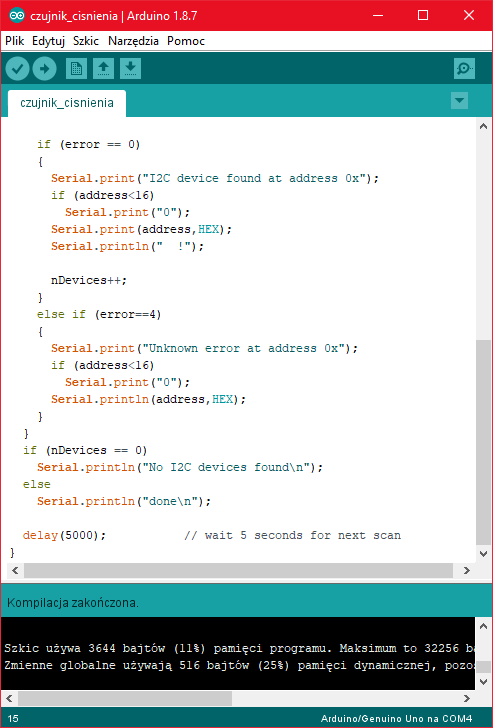 czujnik_cisnienia | Arduino 1.8.7
Plik Edytuj Szkic Narzędzia Pomoc
czujnik_cisnienia
if (error == 0)
{
Serial.print("I2C device found at address 0x");
if (address<16)
Serial.print("0");
Serial.print(address,HEX);
Serial.println("  !");
nDevices++;
}
else if (error==4)
{
Serial.print("Unknown error at address 0x");
if (address<16)
Serial.print("0");
Serial.println(address,HEX);
}
}
if (nDevices == 0)
Serial.println("No I2C devices found\n");
else
Serial.println("done\n");
delay(5000);           // wait 5 seconds for next scan
}
Kompilacja zakończona.
Szkic używa 3644 bajtów (11%) pamięci programu. Maksimum to 32256
Zmienne globalne używają 516 bajtów (25%) pamięci dynamicznej,
15
Arduino/Genuino Uno na COM4